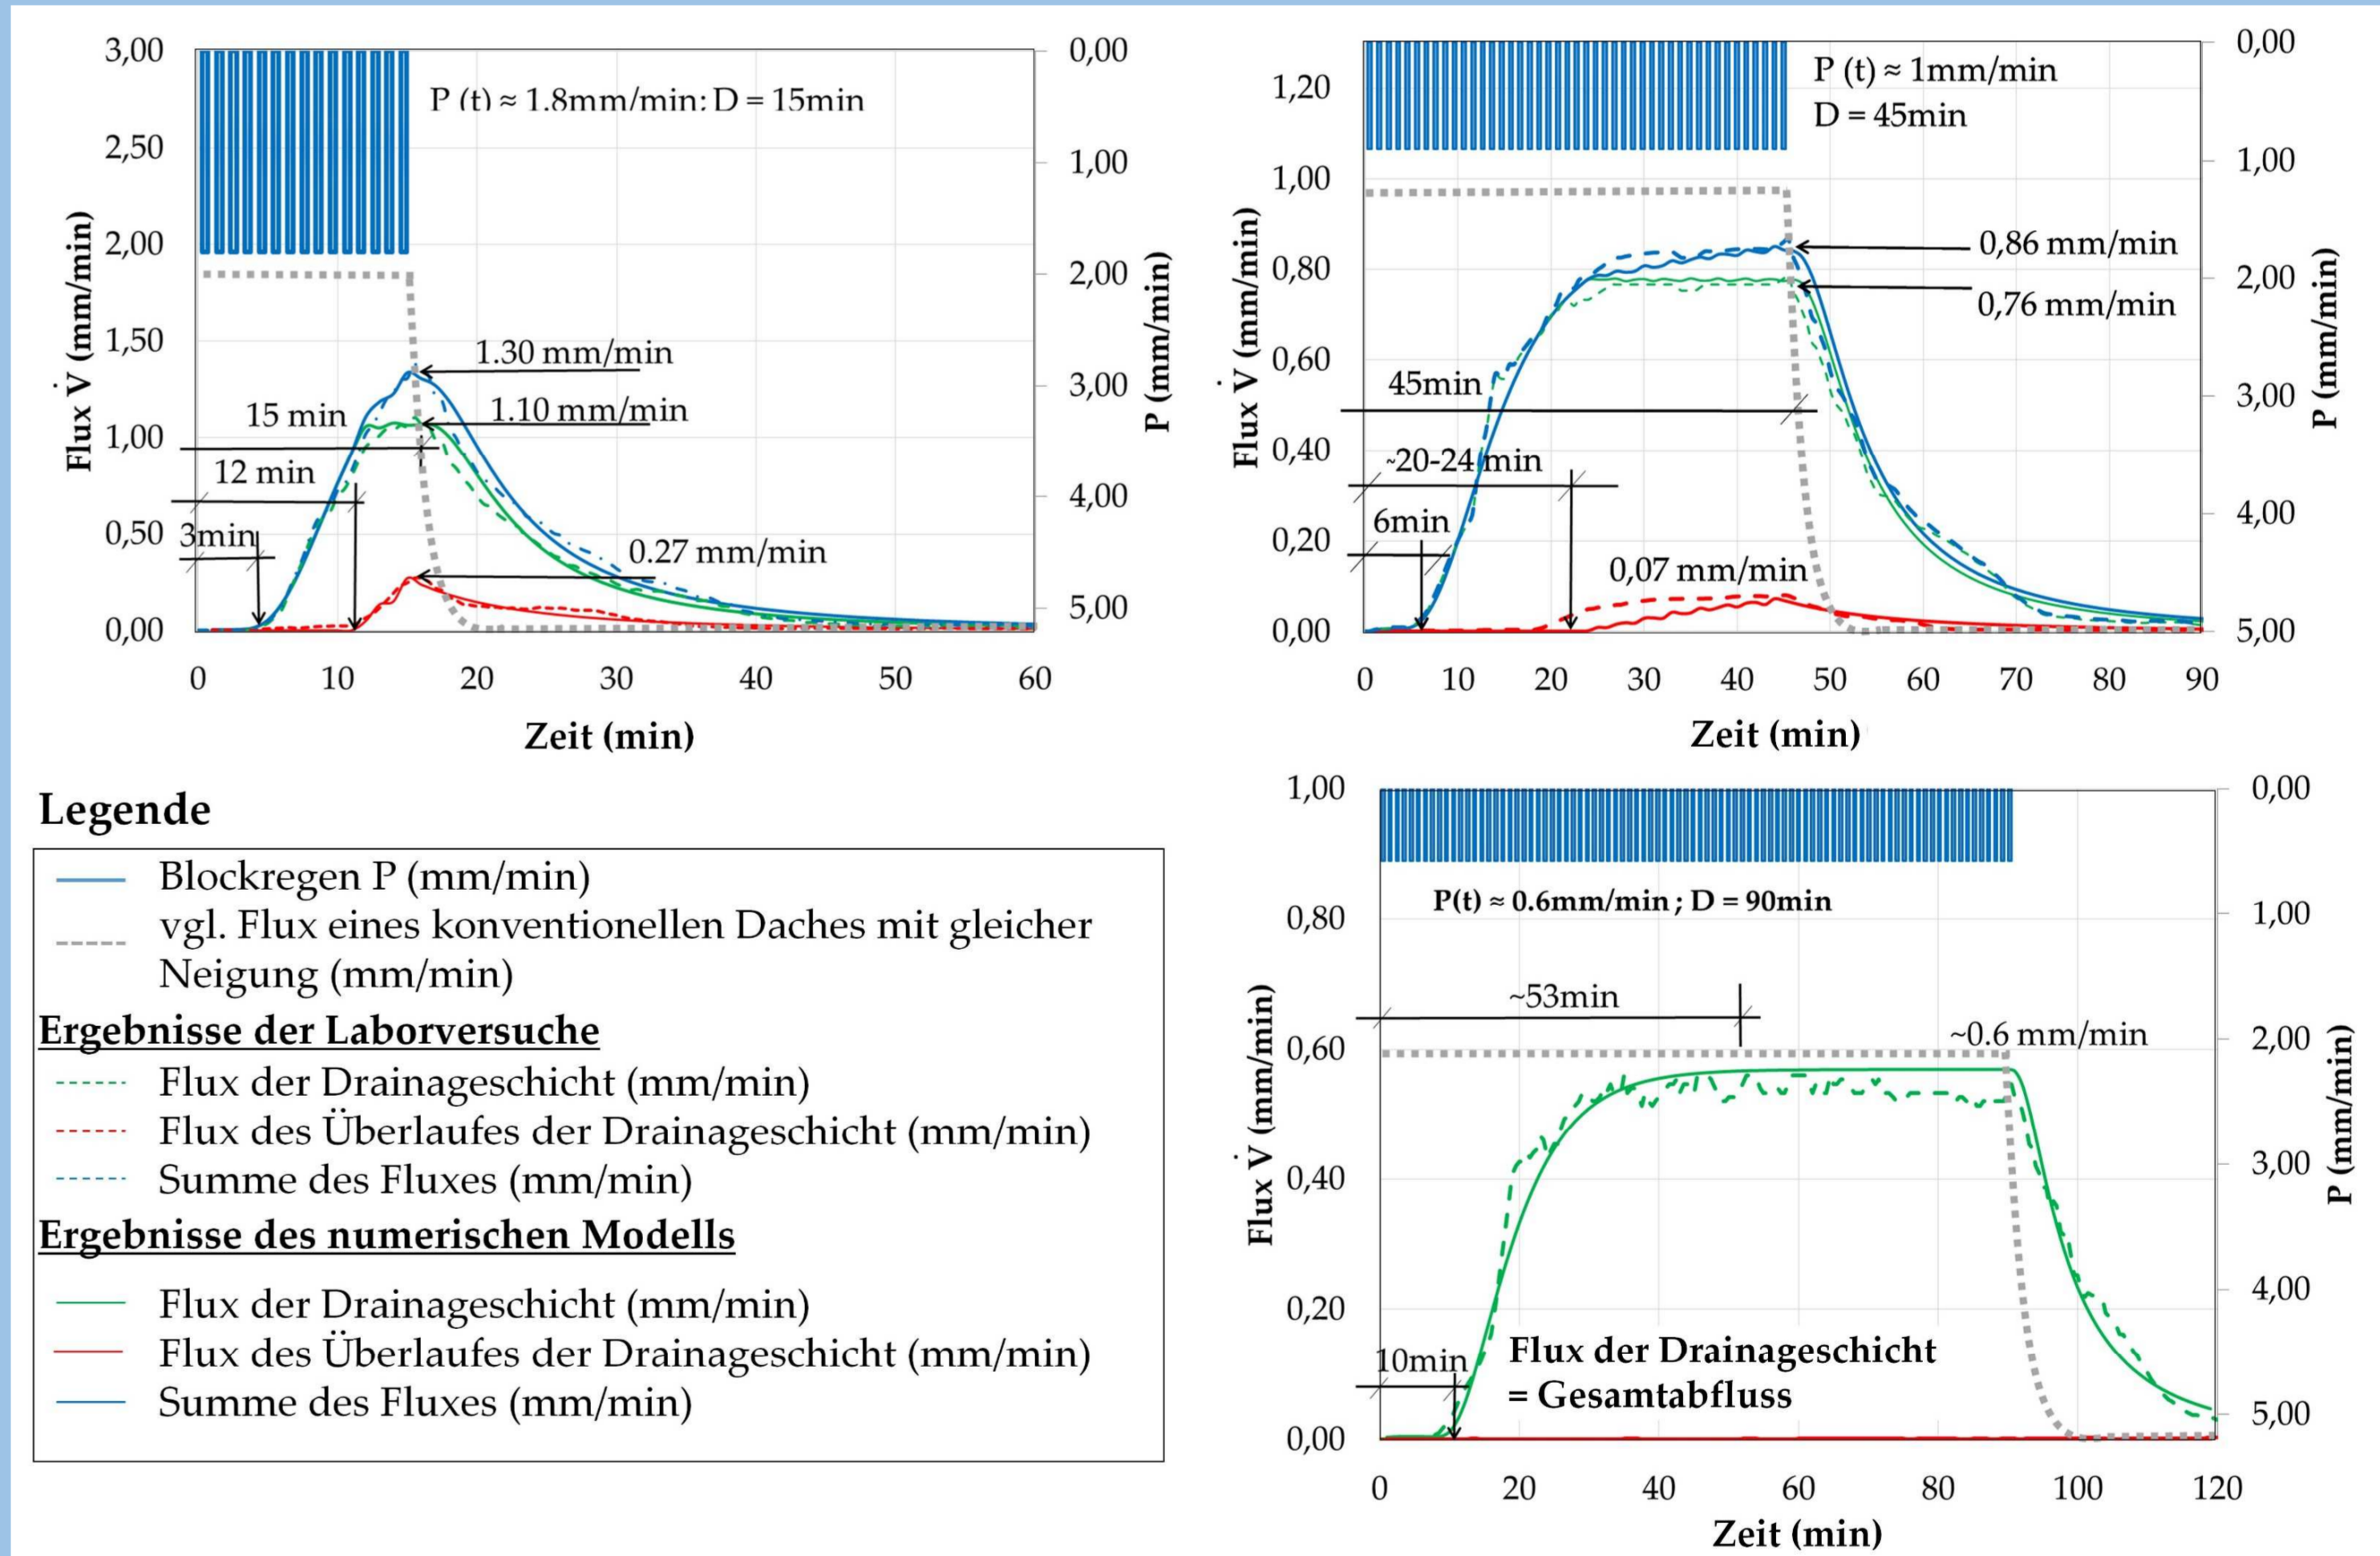 3,00
2,50
2,00
1,50
1,00
0,50
0,00
Flux V̇ (mm/min)
P (t) ≈ 1.8mm/min: D = 15min
1.30 mm/min
15 min
1.10 mm/min
12 min
3min
0.27 mm/min
0,00
1,00
2,00
3,00
4,00
5,00
P (mm/min)
0 10 20 30 40 50 60
Zeit (min)
1,20
1,00
0,80
0,60
0,40
0,20
0,00
Flux V̇ (mm/min)
P (t) ≈ 1mm/min
D = 45min
0,86 mm/min
0,76 mm/min
45min
~20-24 min
6min
0,07 mm/min
0,00
1,00
2,00
3,00
4,00
5,00
P (mm/min)
0 10 20 30 40 50 60 70 80 90
Zeit (min)
Legende
Blockregen P (mm/min)
vgl. Flux eines konventionellen Daches mit gleicher
Neigung (mm/min)
Ergebnisse der Laborversuche
Flux der Drainageschicht (mm/min)
Flux des Überlaufes der Drainageschicht (mm/min)
Summe des Fluxes (mm/min)
Ergebnisse des numerischen Modells
Flux der Drainageschicht (mm/min)
Flux des Überlaufes der Drainageschicht (mm/min)
Summe des Fluxes (mm/min)
1,00
0,80
0,60
0,40
0,20
0,00
Flux V̇ (mm/min)
P(t) ≈ 0.6mm/min ; D = 90min
~53min
~0.6 mm/min
10min
Flux der Drainageschicht
= Gesamtabfluss
0,00
1,00
2,00
3,00
4,00
5,00
P (mm/min)
0 20 40 60 80 100 120
Zeit (min)